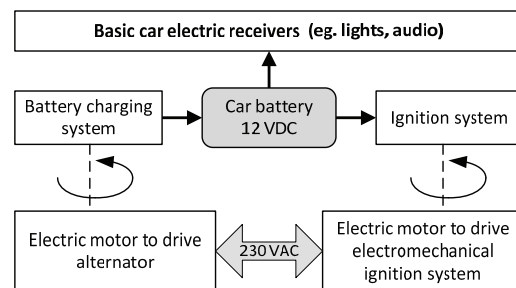 Basic car electric receivers (eg. lights, audio)
Battery charging
system
Car battery
12 VDC
Ignition system
Electric motor to drive
alternator
230 VAC
Electric motor to drive
electromechanical
ignition system